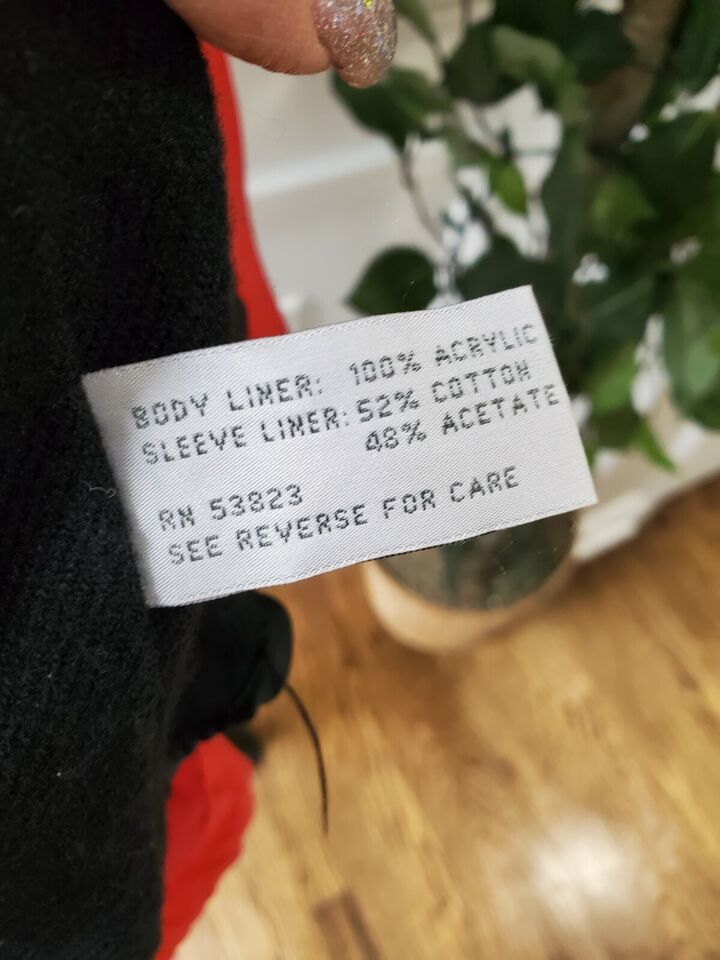 BODY LINER: 100% ACRYLIC
SLEEVE LINER: 52% COTTON
48% ACETATE
RN 53823
SEE REVERSE FOR CARE